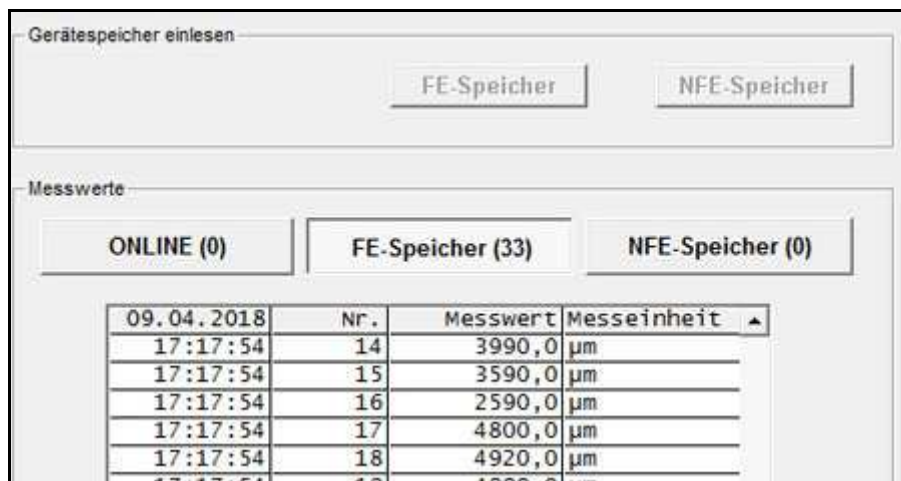 Gerätespeicher einlesen
FE-Speicher NFE-Speicher
Messwerte
ONLINE (0) FE-Speicher (33) NFE-Speicher (0)
09.04.2018 Nr. Messwert Messeinheit
17:17:54 14 3990,0 µm
17:17:54 15 3590,0 µm
17:17:54 16 2590,0 µm
17:17:54 17 4800,0 µm
17:17:54 18 4920,0 µm